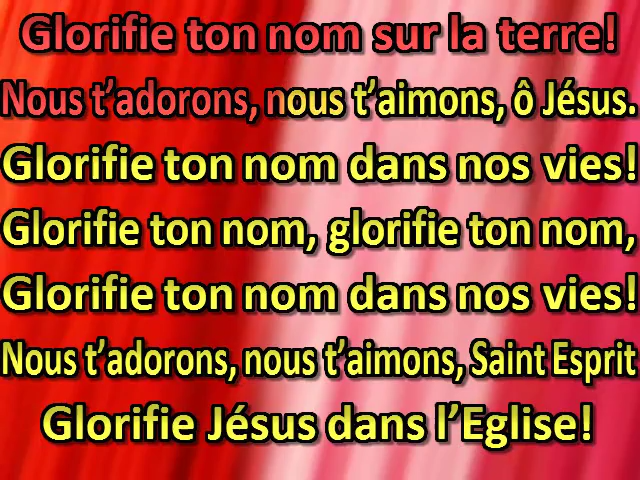 Glorifie ton nom sur la terre!
Nous t’adorons, nous t’aimons, ô Jésus.
Glorifie ton nom dans nos vies!
Glorifie ton nom, glorifie ton nom,
Glorifie ton nom dans nos vies!
Nous t’adorons, nous t’aimons, Saint Esprit
Glorifie Jésus dans l’Eglise!